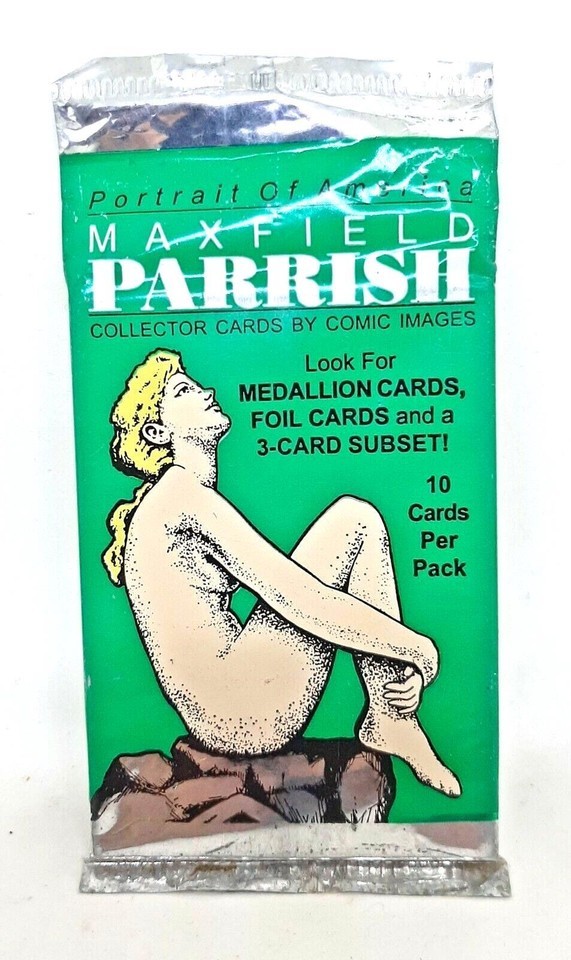 Portrait Of America
MAXFIELD
PARRISH
COLLECTOR CARDS BY COMIC IMAGES
Look For
MEDALLION CARDS,
FOIL CARDS and a
3-CARD SUBSET!
10
Cards
Per
Pack